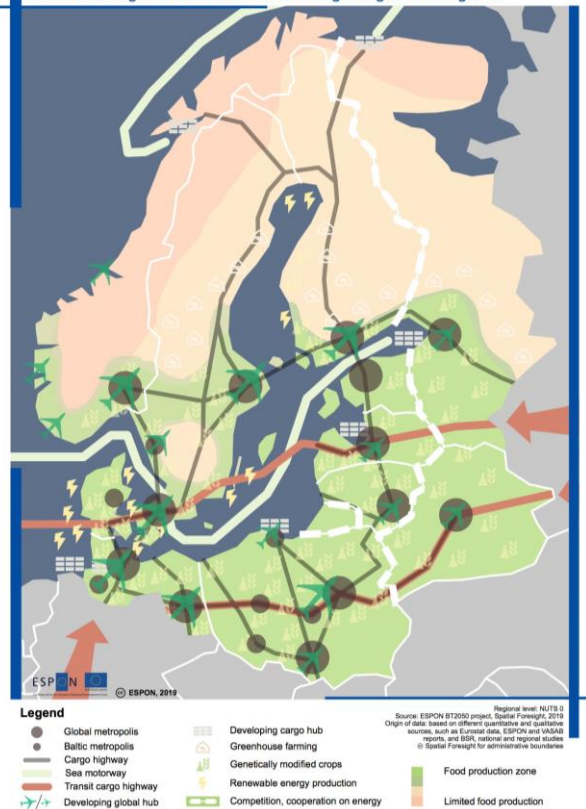 ESPON
ESPON, 2019
Legend
Global metropolis
Baltic metropolis
Cargo highway
Sea motorway
Transit cargo highway
Developing global hub
Developing cargo hub
Greenhouse farming
Genetically modified crops
Renewable energy production
Competition, cooperation on energy
Regional level: NUTS 0
Source: ESPON BT2050 project, Spatial Foresight, 2019
Origin of data: based on different quantitative and qualitative
sources, such as Eurostat data, ESPON and VASAB
reports, and BSR, national and regional studies
© Spatial Foresight for administrative boundaries
Food production zone
Limited food production